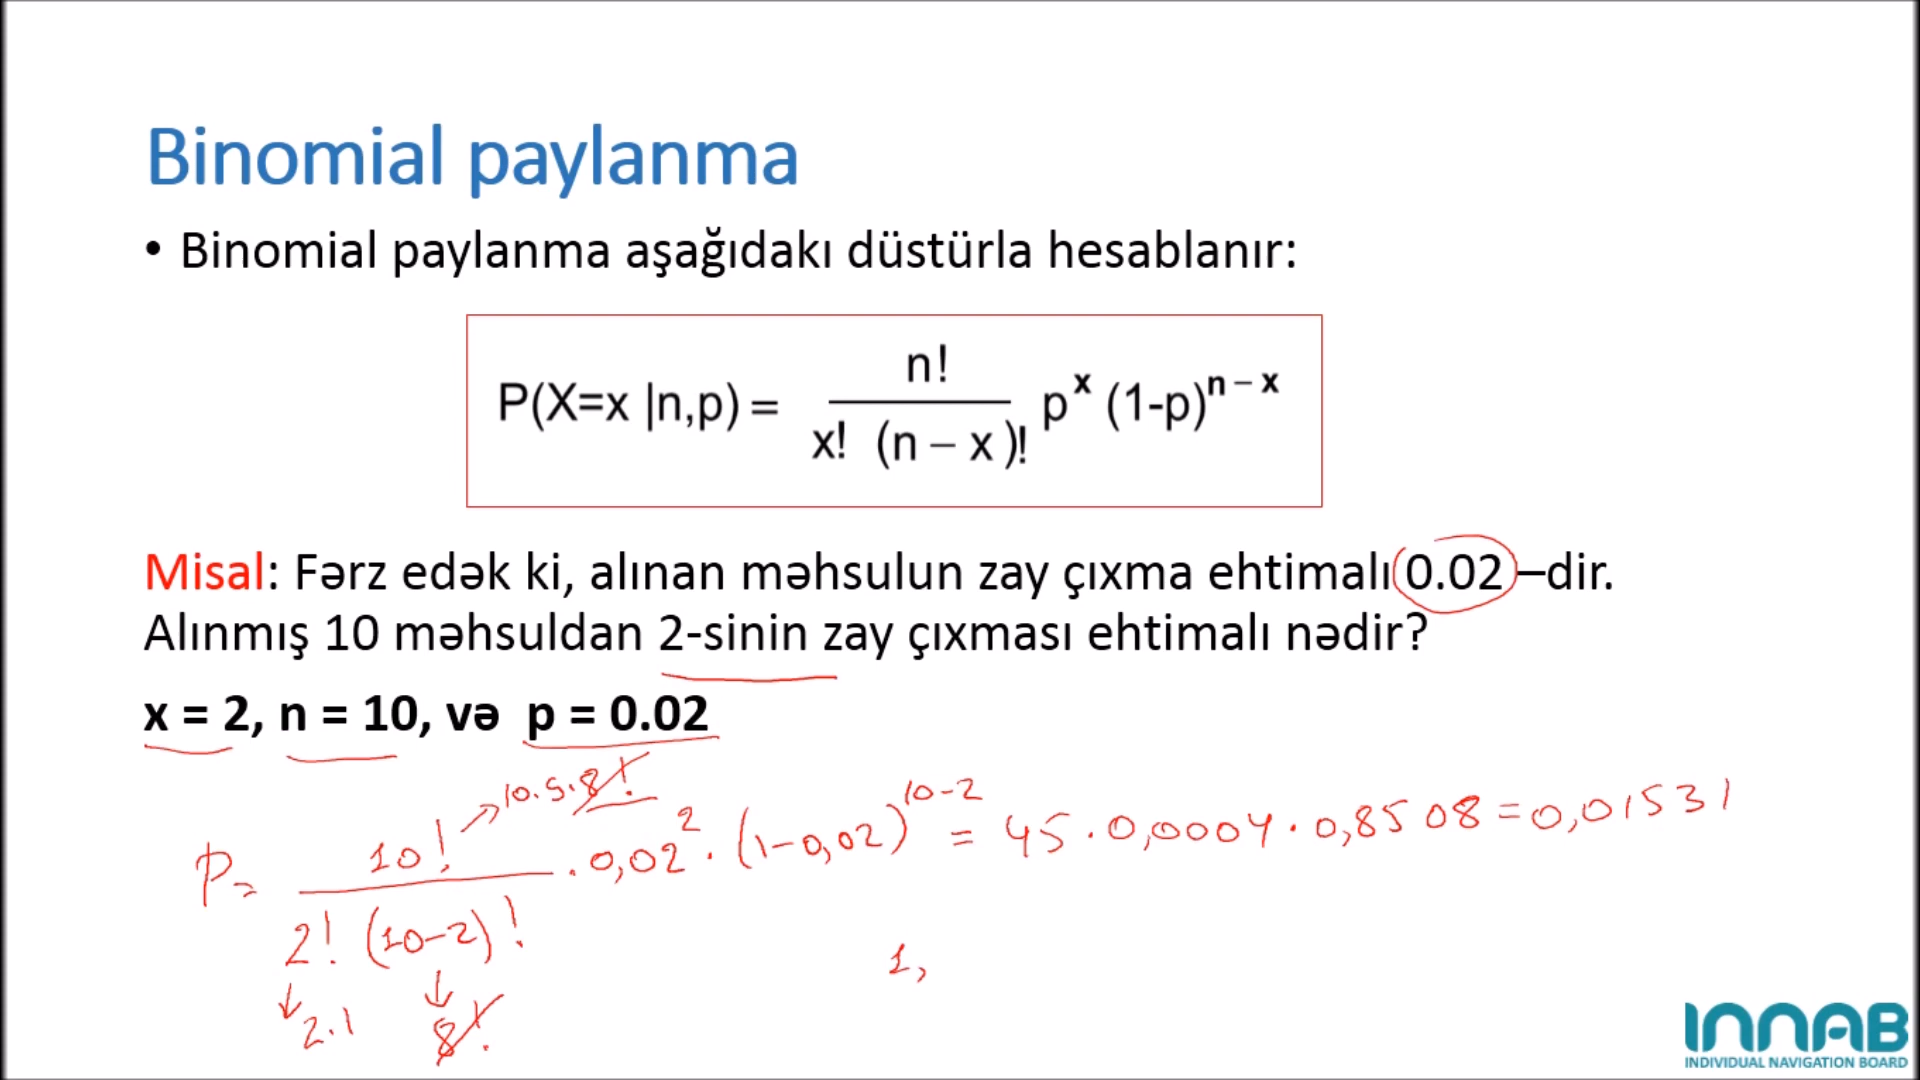 Binomial paylanma
• Binomial paylanma aşağıdakı düstürla hesablanır:
P(X=x |n,p) = n! / x! (n – x)! p^x (1-p)^n – x
Misal: Fərz edək ki, alınan məhsulun zay çıxma ehtimalı 0.02 –dir.
Alınmış 10 məhsuldan 2-sinin zay çıxması ehtimalı nədir?
x = 2, n = 10, və p = 0.02
10.9.8!
P= 10! / 2! (10-2)! . 0,02^2 . (1-0,02)^10-2 = 45 . 0,0004 . 0,8508 = 0,01531
2.1 8!
1,
INNAB
INDIVIDUAL NAVIGATION BOARD